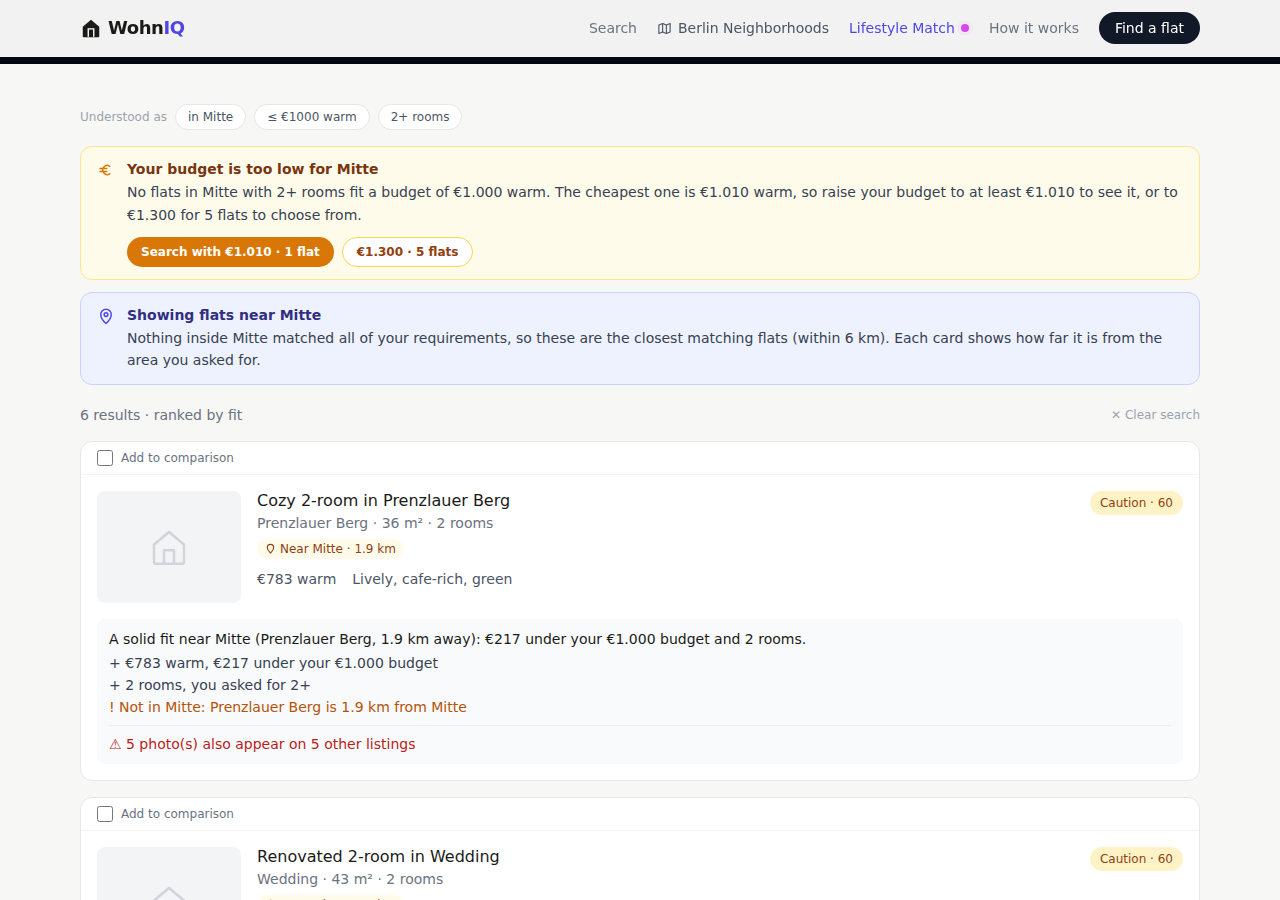 WohnIQ
Search
Berlin Neighborhoods
Lifestyle Match
How it works
Find a flat
Understood as
in Mitte
≤ €1000 warm
2+ rooms
Your budget is too low for Mitte
No flats in Mitte with 2+ rooms fit a budget of €1.000 warm. The cheapest one is €1.010 warm, so raise your budget to at least €1.010 to see it, or to
€1.300 for 5 flats to choose from.
Search with €1.010 · 1 flat
€1.300 · 5 flats
Showing flats near Mitte
Nothing inside Mitte matched all of your requirements, so these are the closest matching flats (within 6 km). Each card shows how far it is from the
area you asked for.
6 results · ranked by fit
✕ Clear search
Add to comparison
Cozy 2-room in Prenzlauer Berg
Caution · 60
Prenzlauer Berg · 36 m² · 2 rooms
Near Mitte · 1.9 km
€783 warm Lively, cafe-rich, green
A solid fit near Mitte (Prenzlauer Berg, 1.9 km away): €217 under your €1.000 budget and 2 rooms.
+ €783 warm, €217 under your €1.000 budget
+ 2 rooms, you asked for 2+
! Not in Mitte: Prenzlauer Berg is 1.9 km from Mitte
⚠ 5 photo(s) also appear on 5 other listings
Add to comparison
Renovated 2-room in Wedding
Caution · 60
Wedding · 43 m² · 2 rooms